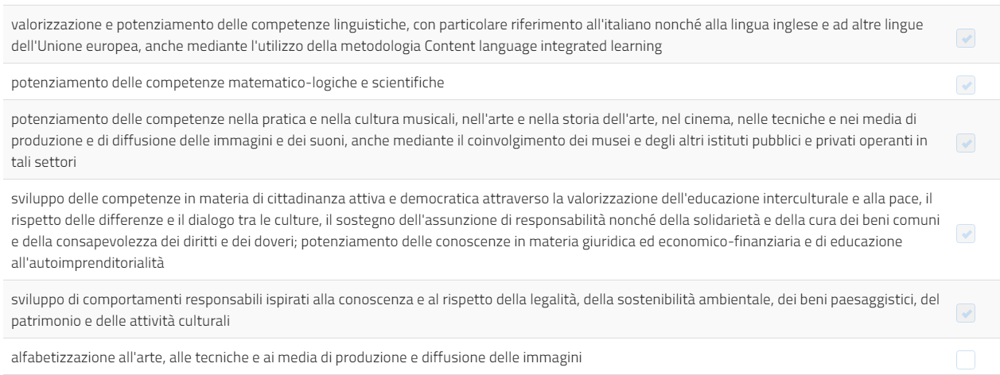 valorizzazione e potenziamento delle competenze linguistiche, con particolare riferimento all'italiano nonché alla lingua inglese e ad altre lingue
dell'Unione europea, anche mediante l'utilizzo della metodologia Content language integrated learning
potenziamento delle competenze matematico-logiche e scientifiche
potenziamento delle competenze nella pratica e nella cultura musicali, nell'arte e nella storia dell'arte, nel cinema, nelle tecniche e nei media di
produzione e di diffusione delle immagini e dei suoni, anche mediante il coinvolgimento dei musei e degli altri istituti pubblici e privati operanti in
tali settori
sviluppo delle competenze in materia di cittadinanza attiva e democratica attraverso la valorizzazione dell'educazione interculturale e alla pace, il
rispetto delle differenze e il dialogo tra le culture, il sostegno dell'assunzione di responsabilità nonché della solidarietà e della cura dei beni comuni
e della consapevolezza dei diritti e dei doveri; potenziamento delle conoscenze in materia giuridica ed economico-finanziaria e di educazione
all'autoimprenditorialità
sviluppo di comportamenti responsabili ispirati alla conoscenza e al rispetto della legalità, della sostenibilità ambientale, dei beni paesaggistici, del
patrimonio e delle attività culturali
alfabetizzazione all'arte, alle tecniche e ai media di produzione e diffusione delle immagini